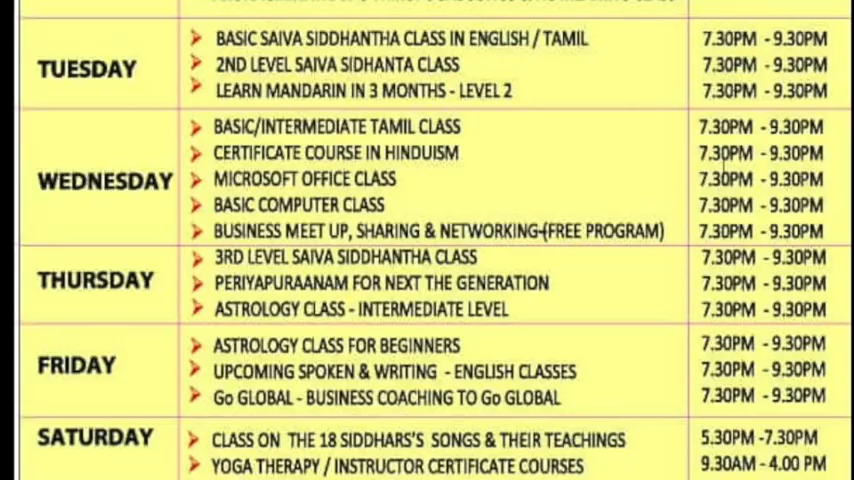 TUESDAY
BASIC SAIVA SIDDHANTHA CLASS IN ENGLISH / TAMIL 7.30PM - 9.30PM
2ND LEVEL SAIVA SIDHANTA CLASS 7.30PM - 9.30PM
LEARN MANDARIN IN 3 MONTHS - LEVEL 2 7.30PM - 9.30PM
WEDNESDAY
BASIC/INTERMEDIATE TAMIL CLASS 7.30PM - 9.30PM
CERTIFICATE COURSE IN HINDUISM 7.30PM - 9.30PM
MICROSOFT OFFICE CLASS 7.30PM - 9.30PM
BASIC COMPUTER CLASS 7.30PM - 9.30PM
BUSINESS MEET UP, SHARING & NETWORKING-(FREE PROGRAM) 7.30PM - 9.30PM
THURSDAY
3RD LEVEL SAIVA SIDDHANTHA CLASS 7.30PM - 9.30PM
PERIYAPURAANAM FOR NEXT THE GENERATION 7.30PM - 9.30PM
ASTROLOGY CLASS - INTERMEDIATE LEVEL 7.30PM - 9.30PM
FRIDAY
ASTROLOGY CLASS FOR BEGINNERS 7.30PM - 9.30PM
UPCOMING SPOKEN & WRITING - ENGLISH CLASSES 7.30PM - 9.30PM
Go GLOBAL - BUSINESS COACHING TO Go GLOBAL 7.30PM - 9.30PM
SATURDAY
CLASS ON THE 18 SIDDHARS'S SONGS & THEIR TEACHINGS 5.30PM -7.30PM
YOGA THERAPY / INSTRUCTOR CERTIFICATE COURSES 9.30AM - 4.00 PM